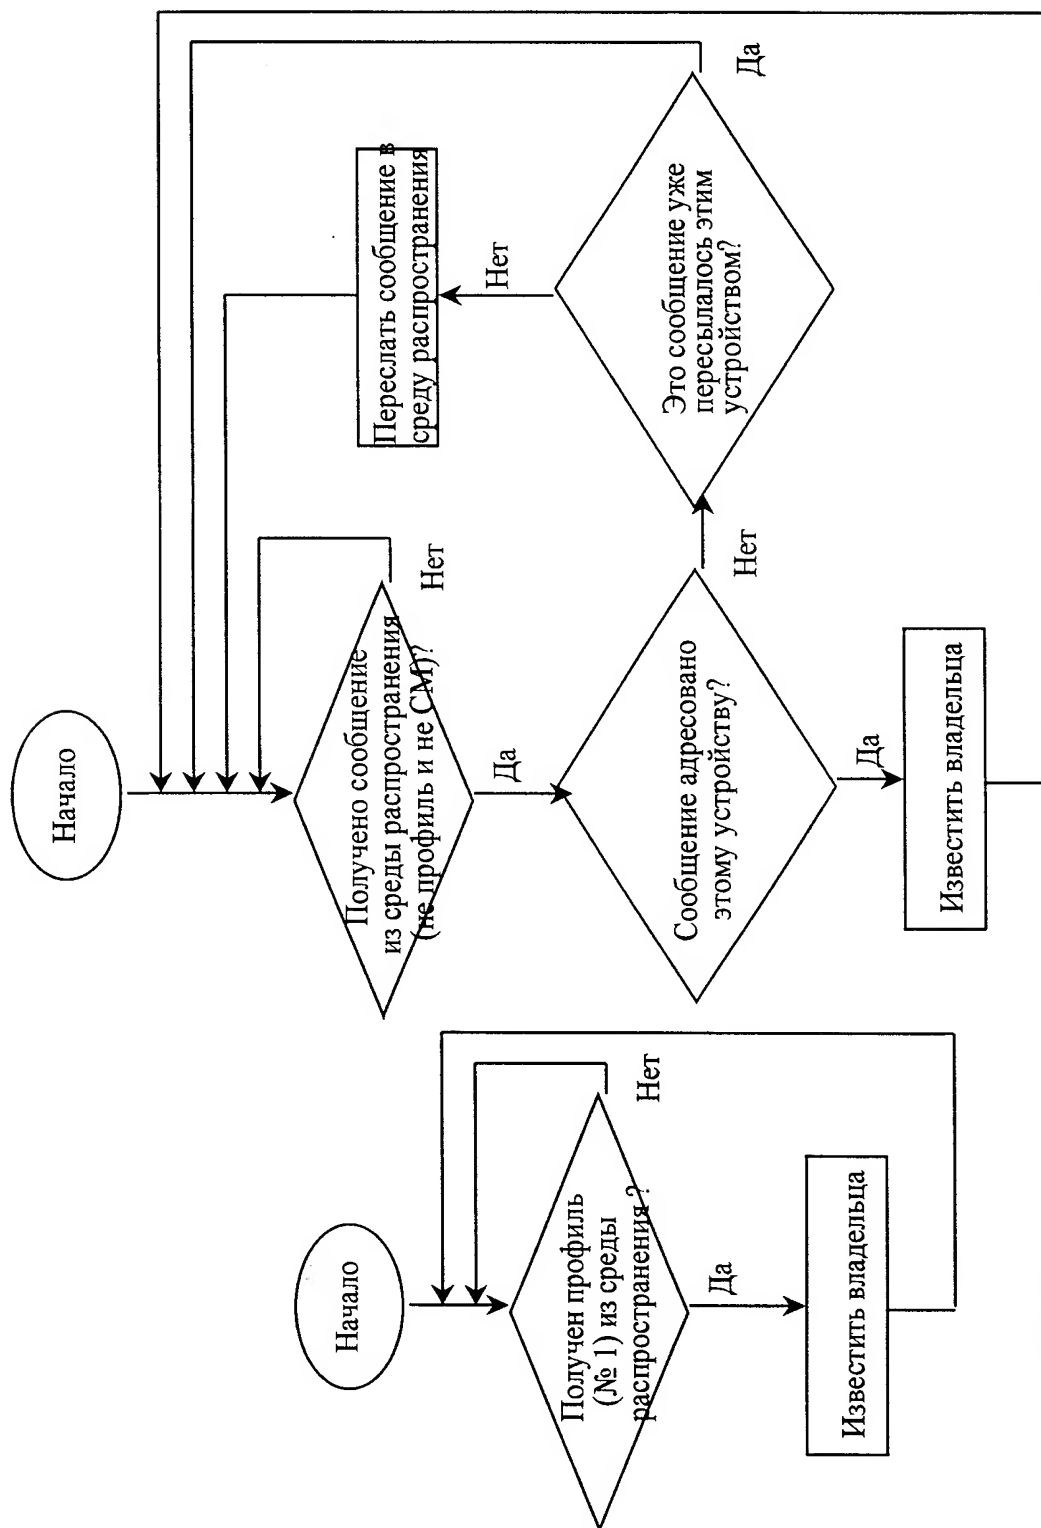 Начало
Получен профиль
(№ 1) из среды
распространения ?
Нет
Да
Известить владельца
Начало
Получено сообщение
из среды распространения
(не профиль и не СМ)?
Нет
Да
Сообщение адресовано
этому устройству?
Нет
Да
Известить владельца
Это сообщение уже
пересылалось этим
устройством?
Да
Нет
Переслать сообщение в
среду распространения